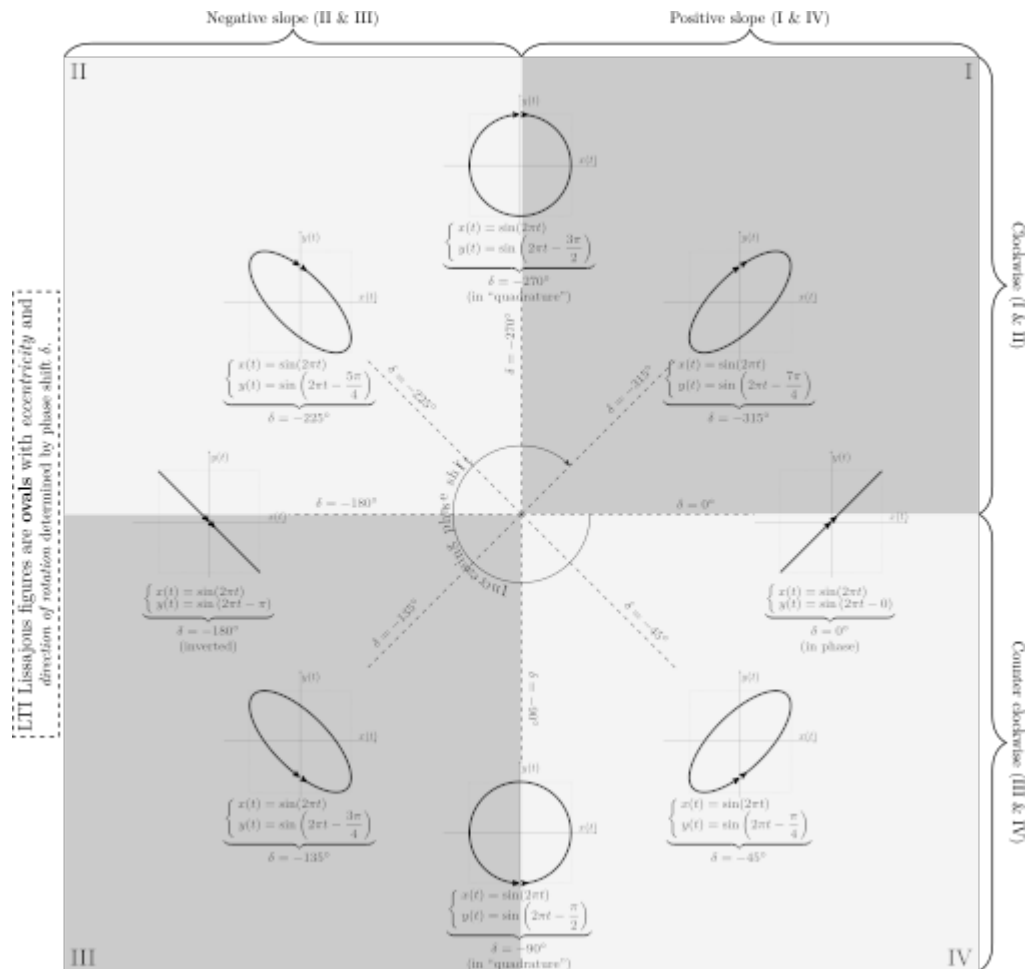 Negative slope (II & III)
Positive slope (I & IV)
II
I
y(t)
x(t)
{ x(t) = sin(2πt)
y(t) = sin(2πt − 3π/2)
δ = −270°
(in "quadrature")
y(t)
x(t)
{ x(t) = sin(2πt)
y(t) = sin(2πt − 5π/4)
δ = −225°
y(t)
x(t)
{ x(t) = sin(2πt)
y(t) = sin(2πt − 7π/4)
δ = −315°
Clockwise (I & II)
δ = −270°
δ = −225°
δ = −315°
LTI Lissajous figures are ovals with eccentricity and
direction of rotation determined by phase shift δ.
y(t)
x(t)
{ x(t) = sin(2πt)
y(t) = sin(2πt − π)
δ = −180°
(inverted)
δ = −180°
Increasing phase shift
δ = 0°
y(t)
x(t)
{ x(t) = sin(2πt)
y(t) = sin(2πt − 0)
δ = 0°
(in phase)
δ = −135°
δ = −45°
δ = −90°
y(t)
x(t)
{ x(t) = sin(2πt)
y(t) = sin(2πt − 3π/4)
δ = −135°
y(t)
x(t)
{ x(t) = sin(2πt)
y(t) = sin(2πt − π/4)
δ = −45°
Counter clockwise (III & IV)
y(t)
x(t)
{ x(t) = sin(2πt)
y(t) = sin(2πt − π/2)
δ = −90°
(in "quadrature")
III
IV